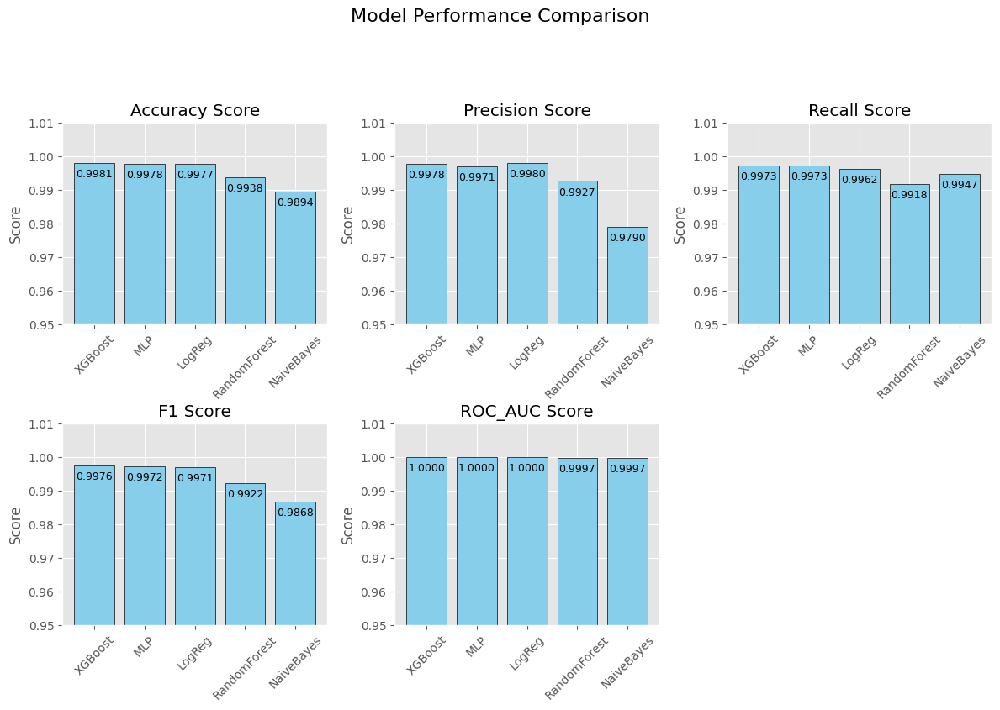 Model Performance Comparison
Accuracy Score
Score
1.01
1.00
0.99
0.98
0.97
0.96
0.95
0.9981
0.9978
0.9977
0.9938
0.9894
XGBoost
MLP
LogReg
RandomForest
NaiveBayes
Precision Score
Score
1.01
1.00
0.99
0.98
0.97
0.96
0.95
0.9978
0.9971
0.9980
0.9927
0.9790
XGBoost
MLP
LogReg
RandomForest
NaiveBayes
Recall Score
Score
1.01
1.00
0.99
0.98
0.97
0.96
0.95
0.9973
0.9973
0.9962
0.9918
0.9947
XGBoost
MLP
LogReg
RandomForest
NaiveBayes
F1 Score
Score
1.01
1.00
0.99
0.98
0.97
0.96
0.95
0.9976
0.9972
0.9971
0.9922
0.9868
XGBoost
MLP
LogReg
RandomForest
NaiveBayes
ROC_AUC Score
Score
1.01
1.00
0.99
0.98
0.97
0.96
0.95
1.0000
1.0000
1.0000
0.9997
0.9997
XGBoost
MLP
LogReg
RandomForest
NaiveBayes